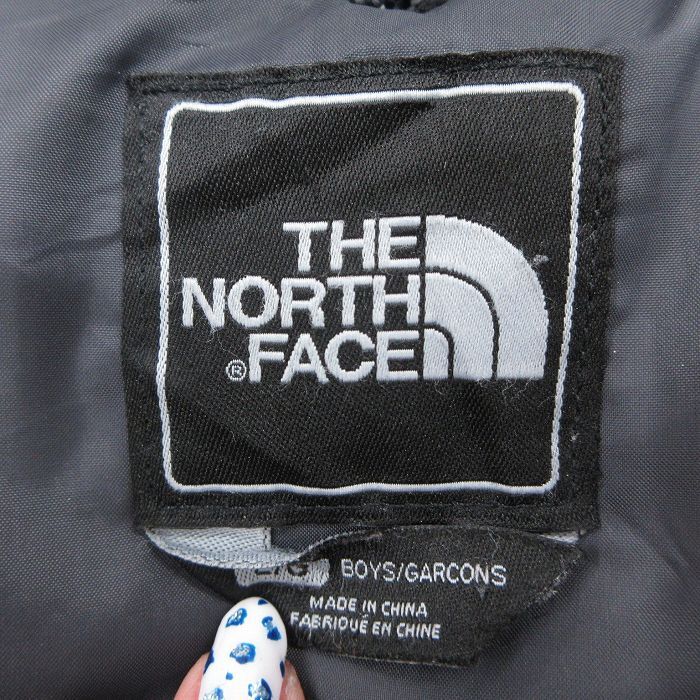 THE
NORTH
®FACE
L/G BOYS/GARCONS
MADE IN CHINA
FABRIQUÉ EN CHINE